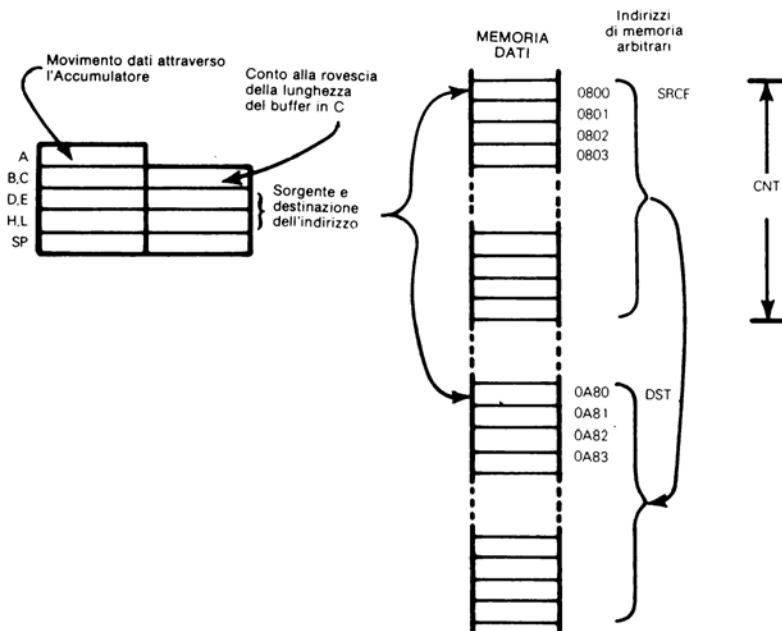 Movimento dati attraverso
l'Accumulatore
Conto alla rovescia
della lunghezza
del buffer in C
A
B,C
D,E
H,L
SP
Sorgente e
destinazione
dell'indirizzo
MEMORIA
DATI
Indirizzi
di memoria
arbitrari
0800
0801
0802
0803
SRCF
CNT
0A80
0A81
0A82
0A83
DST